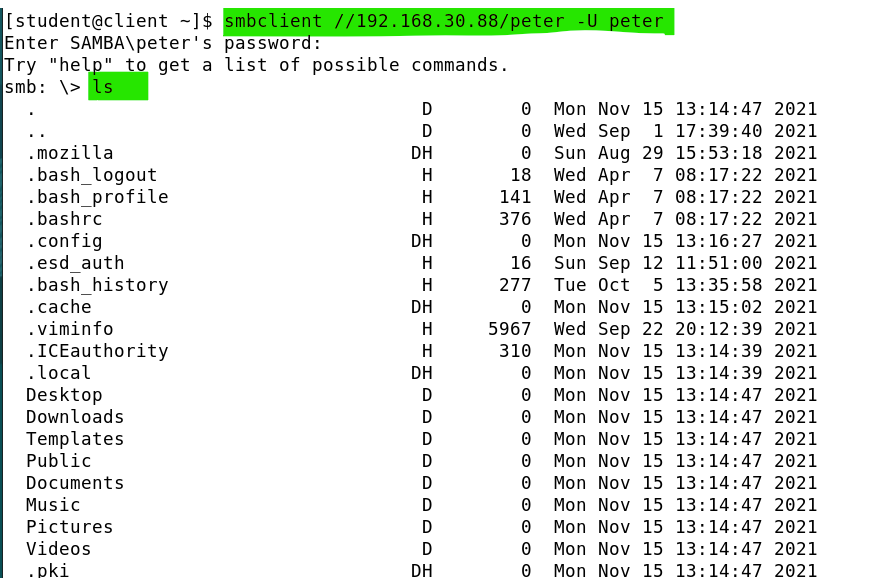 [student@client ~]$ smbclient //192.168.30.88/peter -U peter
Enter SAMBA\peter's password:
Try "help" to get a list of possible commands.
smb: \> ls
  .                                   D        0  Mon Nov 15 13:14:47 2021
  ..                                  D        0  Wed Sep  1 17:39:40 2021
  .mozilla                           DH        0  Sun Aug 29 15:53:18 2021
  .bash_logout                        H       18  Wed Apr  7 08:17:22 2021
  .bash_profile                       H      141  Wed Apr  7 08:17:22 2021
  .bashrc                             H      376  Wed Apr  7 08:17:22 2021
  .config                            DH        0  Mon Nov 15 13:16:27 2021
  .esd_auth                           H       16  Sun Sep 12 11:51:00 2021
  .bash_history                       H      277  Tue Oct  5 13:35:58 2021
  .cache                             DH        0  Mon Nov 15 13:15:02 2021
  .viminfo                            H     5967  Wed Sep 22 20:12:39 2021
  .ICEauthority                       H      310  Mon Nov 15 13:14:39 2021
  .local                             DH        0  Mon Nov 15 13:14:39 2021
  Desktop                             D        0  Mon Nov 15 13:14:47 2021
  Downloads                           D        0  Mon Nov 15 13:14:47 2021
  Templates                           D        0  Mon Nov 15 13:14:47 2021
  Public                              D        0  Mon Nov 15 13:14:47 2021
  Documents                           D        0  Mon Nov 15 13:14:47 2021
  Music                               D        0  Mon Nov 15 13:14:47 2021
  Pictures                            D        0  Mon Nov 15 13:14:47 2021
  Videos                              D        0  Mon Nov 15 13:14:47 2021
  .pki                               DH        0  Mon Nov 15 13:14:47 2021